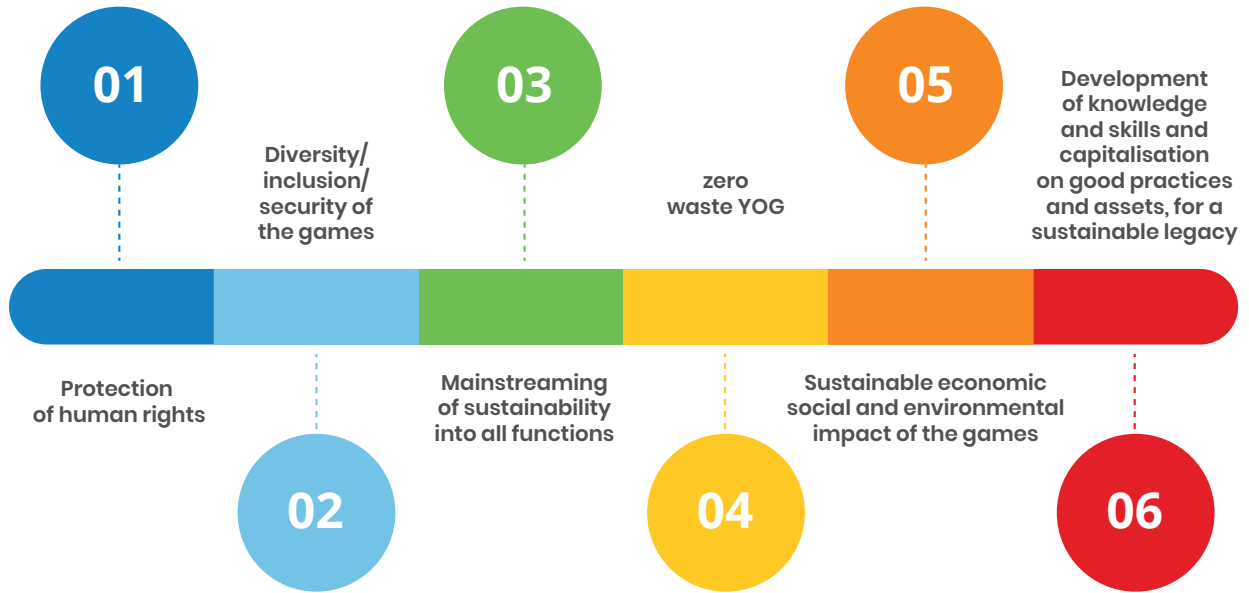 01
Protection
of human rights
Diversity/
inclusion/
security of
the games
02
03
Mainstreaming
of sustainability
into all functions
zero
waste YOG
04
05
Sustainable economic
social and environmental
impact of the games
Development
of knowledge
and skills and
capitalisation
on good practices
and assets, for a
sustainable legacy
06